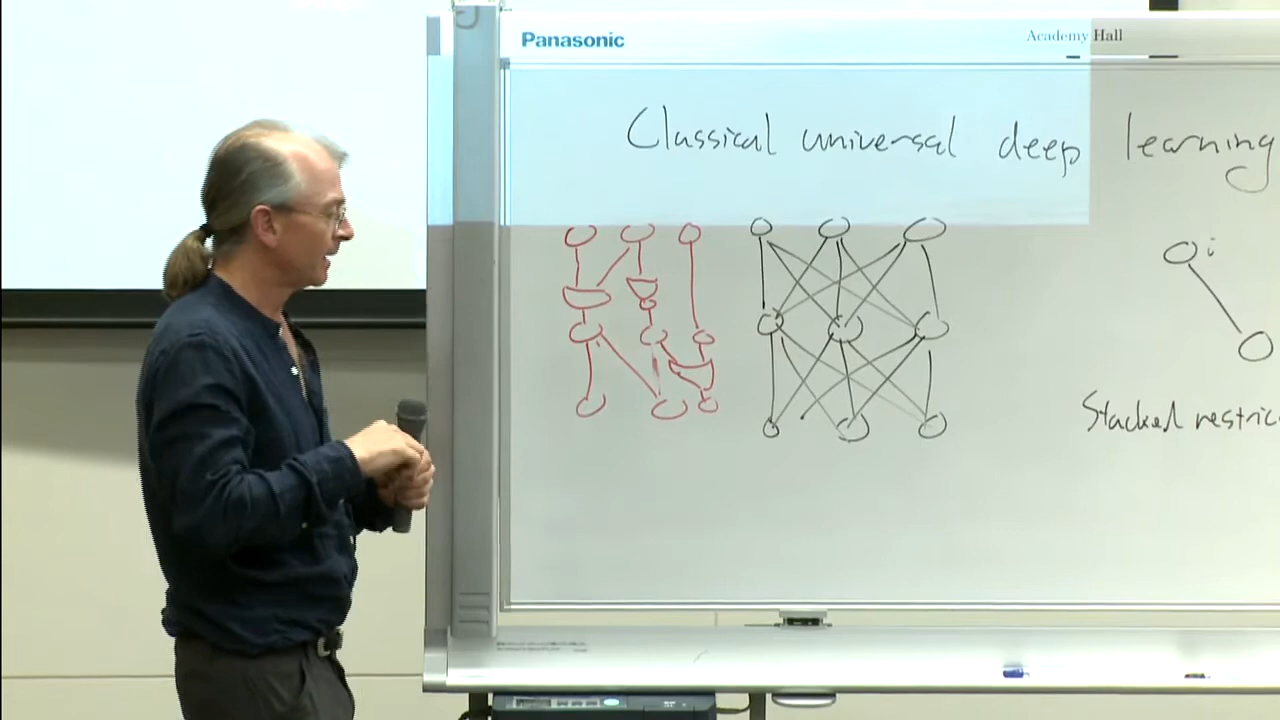 Panasonic
Academy Hall
Classical universal deep learning
i
Stacked restric